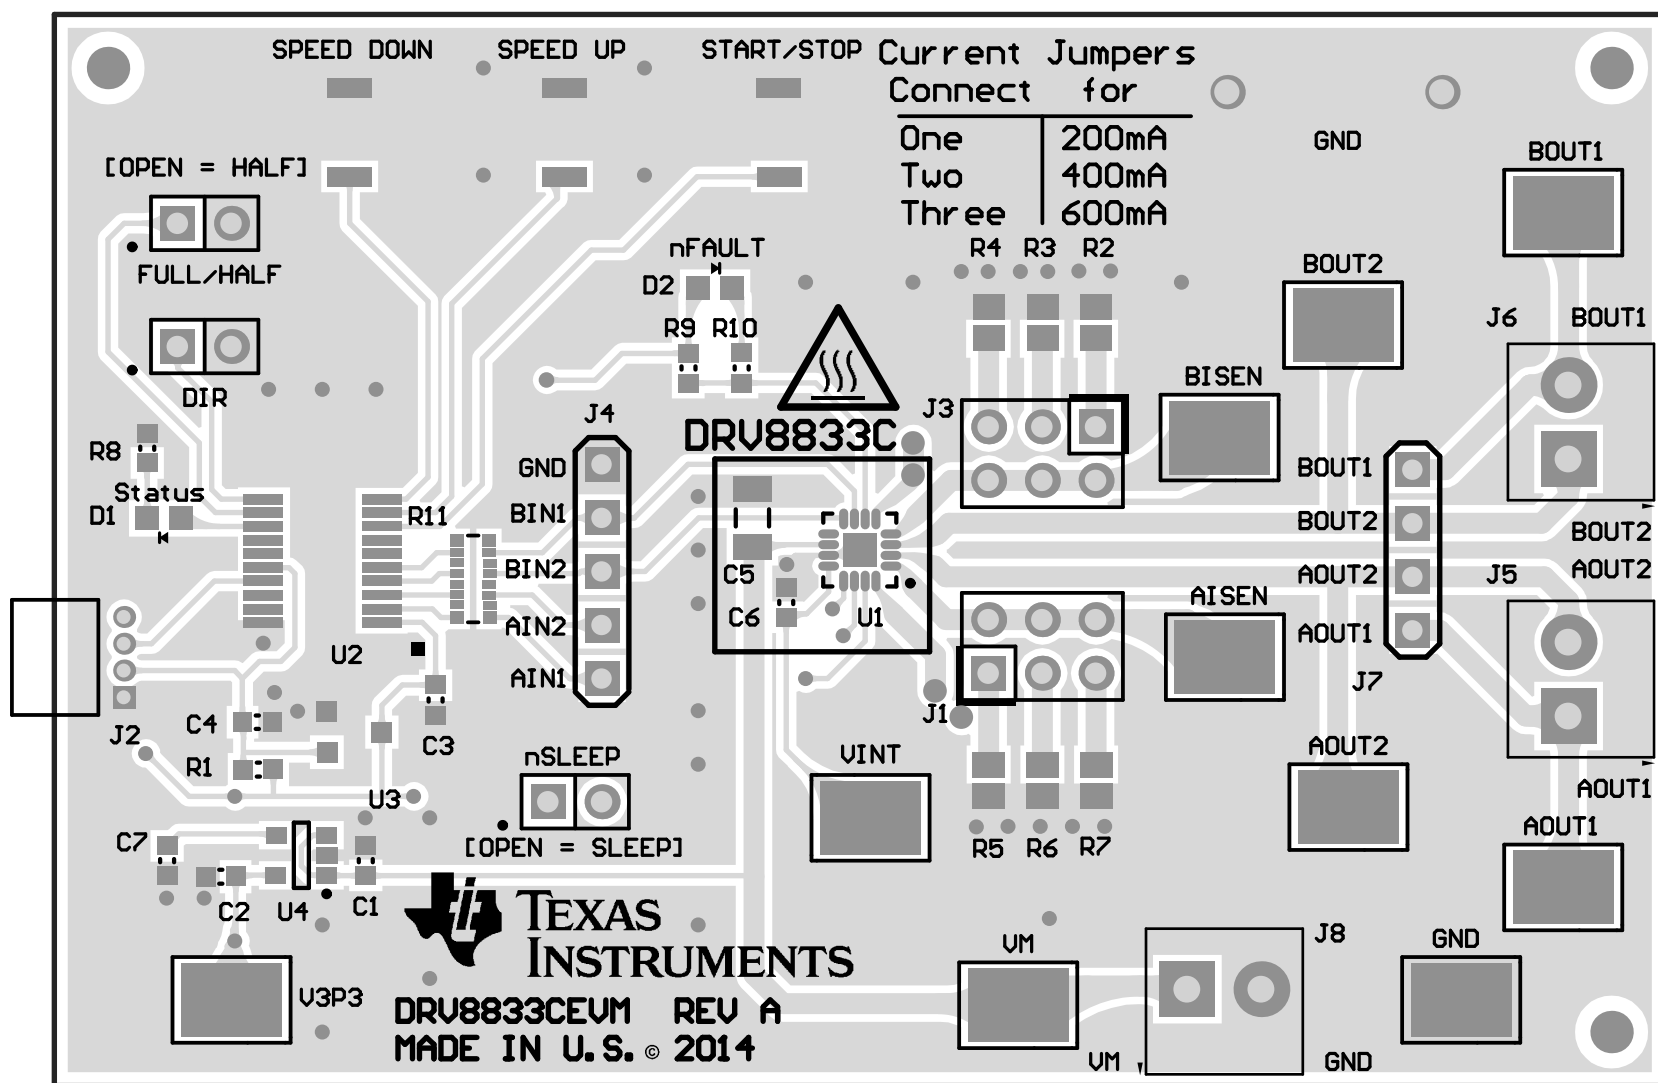 SPEED DOWN
SPEED UP
START/STOP
Current Jumpers
Connect for
One 200mA
Two 400mA
Three 600mA
GND
BOUT1
[OPEN = HALF]
FULL/HALF
nFAULT
D2
R4
R3
R2
BOUT2
R9
R10
J6
BOUT1
DIR
BISEN
J4
J3
DRV8833C
R8
GND
BOUT1
Status
D1
R11
BIN1
BOUT2
BOUT2
BIN2
C5
AOUT2
J5
AOUT2
AISEN
C6
U1
AIN2
AOUT1
U2
AIN1
J7
J1
J2
C4
C3
nSLEEP
VINT
AOUT2
R1
U3
AOUT1
C7
[OPEN = SLEEP]
R5
R6
R7
AOUT1
C2
U4
C1
TEXAS
INSTRUMENTS
VM
J8
GND
V3P3
DRV8833CEVM REV A
MADE IN U.S. © 2014
VM
GND